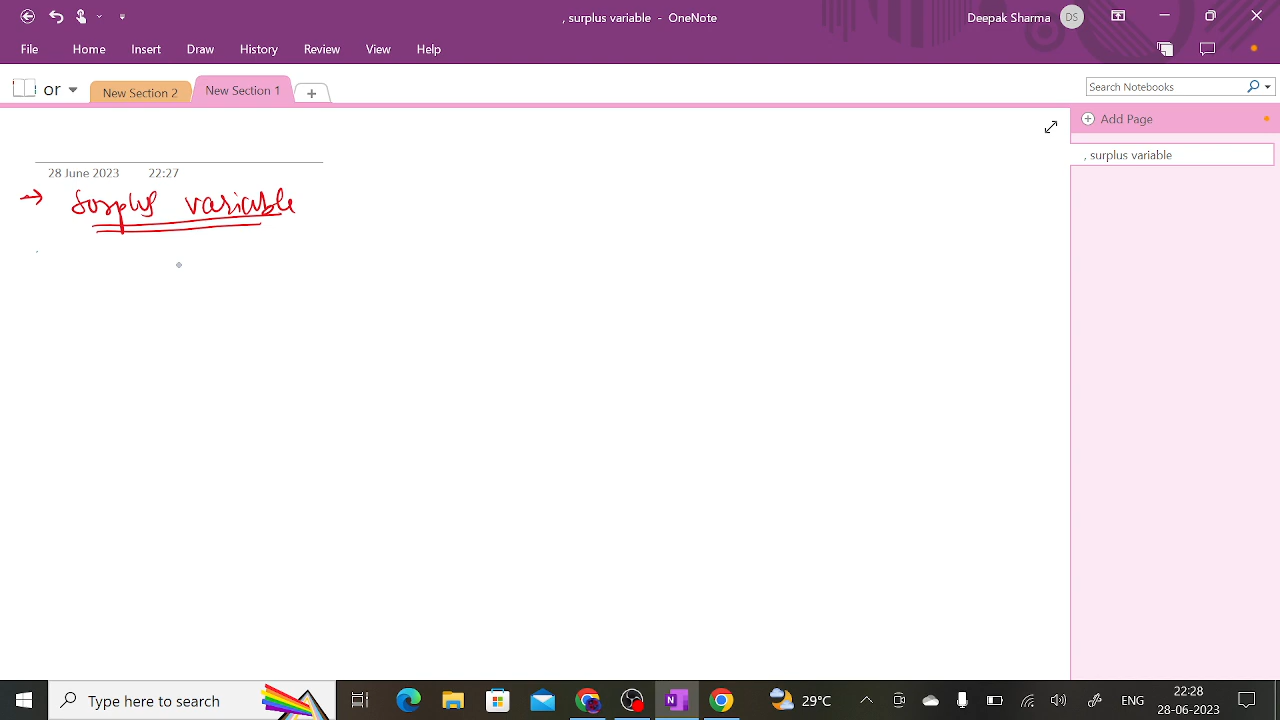 , surplus variable - OneNote
Deepak Sharma DS
File Home Insert Draw History Review View Help
or New Section 2 New Section 1 +
Search Notebooks
Add Page
, surplus variable
28 June 2023 22:27
→ Surplus variable
Type here to search
29°C ENG 22:28
28-06-2023